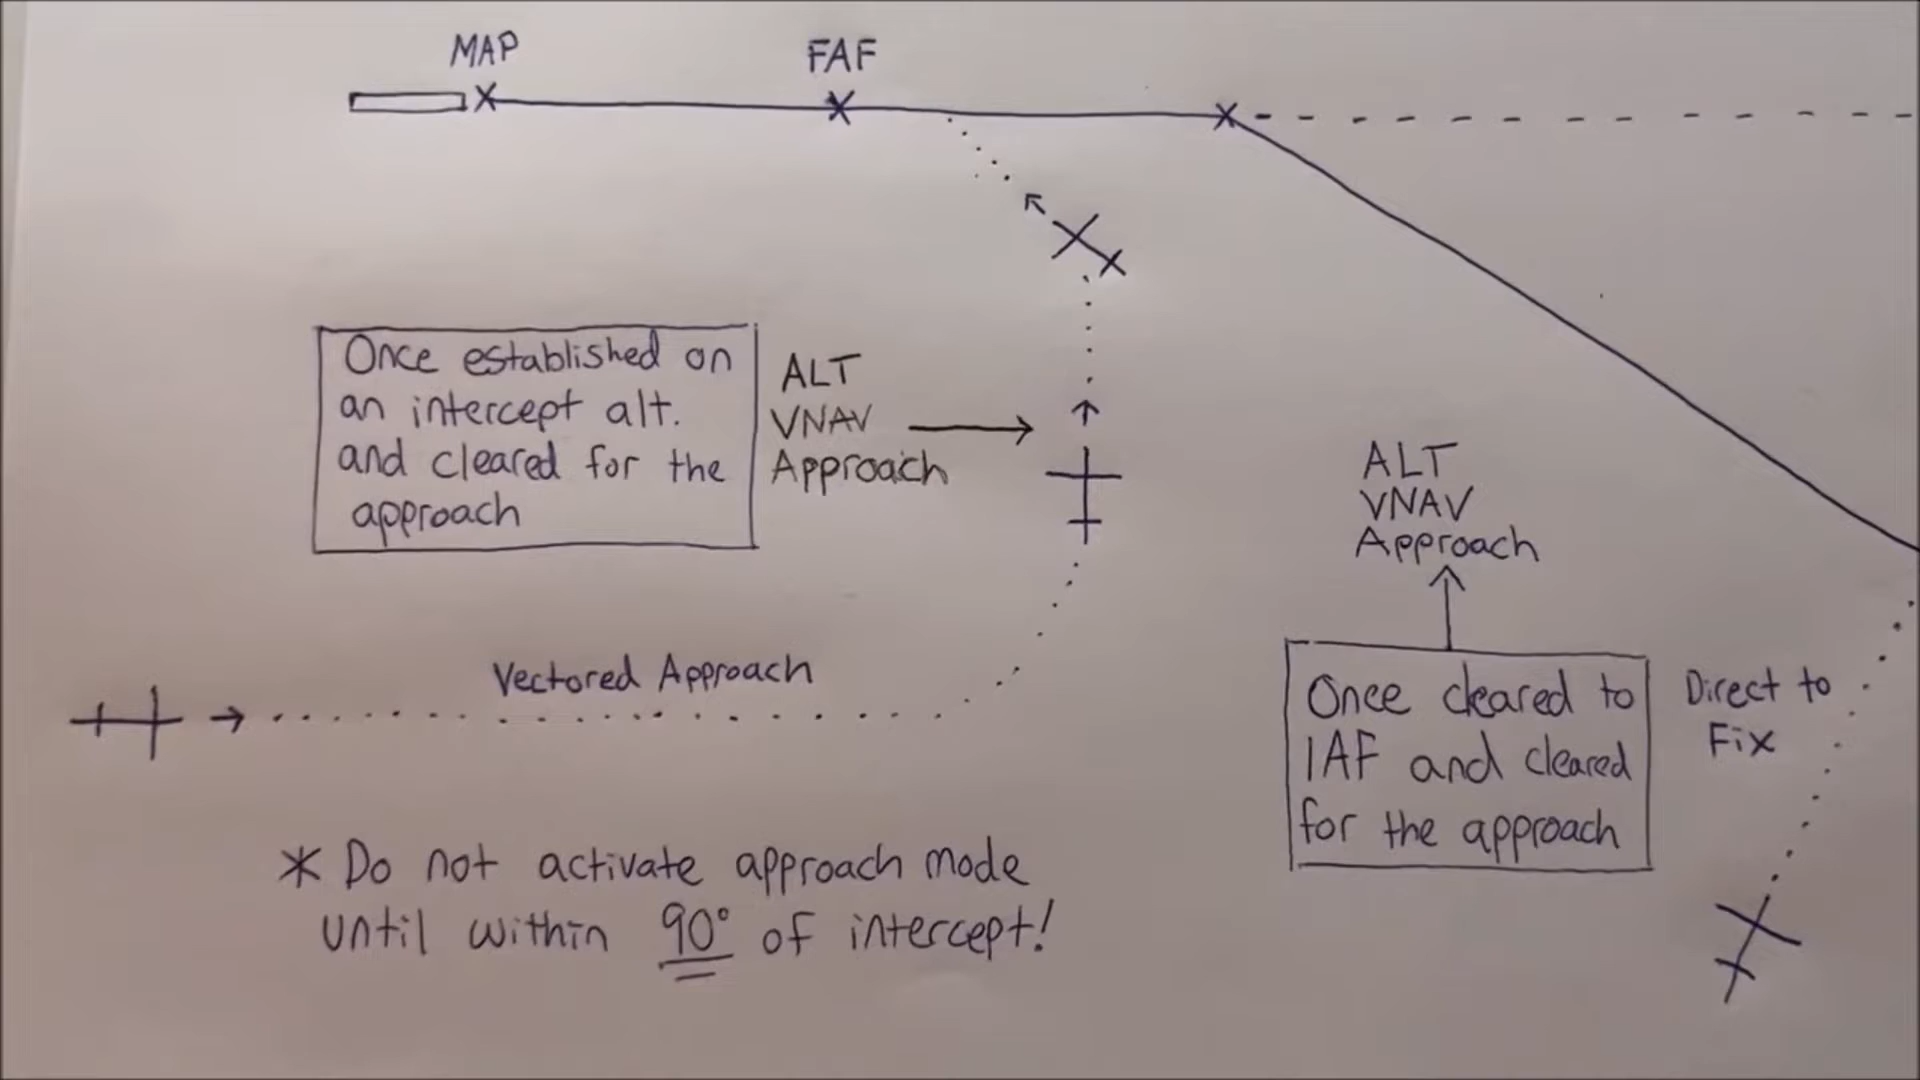 MAP
FAF
Once established on
an intercept alt.
and cleared for the
approach
ALT
VNAV
Approach
ALT
VNAV
Approach
Vectored Approach
Once cleared to
IAF and cleared
for the approach
Direct to
Fix
* Do not activate approach mode
until within 90° of intercept!